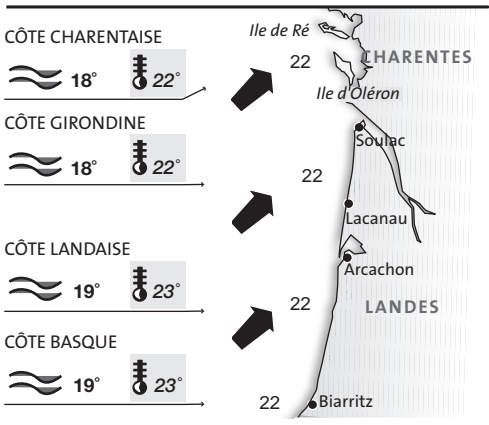 CÔTE CHARENTAISE
18° 22°
CÔTE GIRONDINE
18° 22°
CÔTE LANDAISE
19° 23°
CÔTE BASQUE
19° 23°
Ile de Ré
22
CHARENTES
Ile d'Oléron
Soulac
22
Lacanau
Arcachon
22
LANDES
22
Biarritz